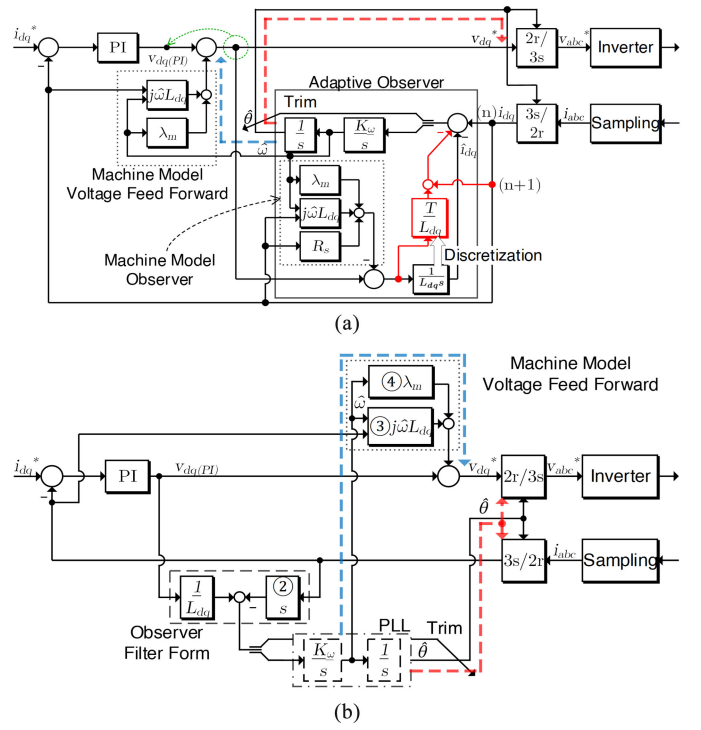 i_dq* PI v_dq(PI) v_dq* 2r/3s v_abc* Inverter
jω̂L_dq
λ_m
Machine Model
Voltage Feed Forward
Adaptive Observer
Trim
θ̂
ω̂
1/s K_ω/s
(n) i_dq 3s/2r i_abc Sampling
î_dq
(n+1)
λ_m
jω̂L_dq
R_s
T/L_dq
Discretization
1/L_dq s
Machine Model
Observer
(a)
Machine Model
Voltage Feed Forward
④λ_m
ω̂
③jω̂L_dq
i_dq* PI v_dq(PI) v_dq* 2r/3s v_abc* Inverter
θ̂
3s/2r i_abc Sampling
1/L_dq ② s
Observer
Filter Form
PLL Trim
K_ω/s 1/s θ̂
(b)